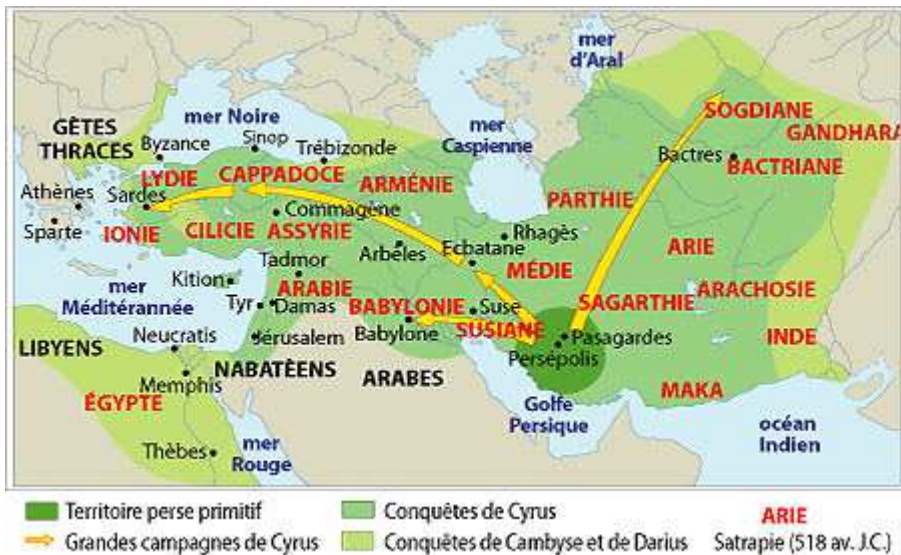 mer
d'Aral
mer Noire
mer
Caspienne
SOGDIANE
GANDHARA
GÊTES
THRACES
Byzance
Sinop
Trébizonde
Bactres
BACTRIANE
LYDIE
CAPPADOCE
ARMÉNIE
PARTHIE
Athènes
Sardes
Commagène
Sparte
IONIE
CILICIE
ASSYRIE
Arbèles
Ecbatane
Rhagès
ARIE
Tadmor
MÉDIE
Kition
mer
Méditérrannée
ARABIE
ARACHOSIE
Tyr
Damas
BABYLONIE
Suse
SAGARTHIE
Neucratis
Jérusalem
Babylone
SUSIANE
Pasagardes
INDE
LIBYENS
Persépolis
NABATÈENS
ARABES
Memphis
MAKA
ÉGYPTE
Golfe
Persique
océan
Indien
Thèbes
mer
Rouge
Territoire perse primitif
Conquêtes de Cyrus
ARIE
Grandes campagnes de Cyrus
Conquêtes de Cambyse et de Darius
Satrapie (518 av. J.C.)